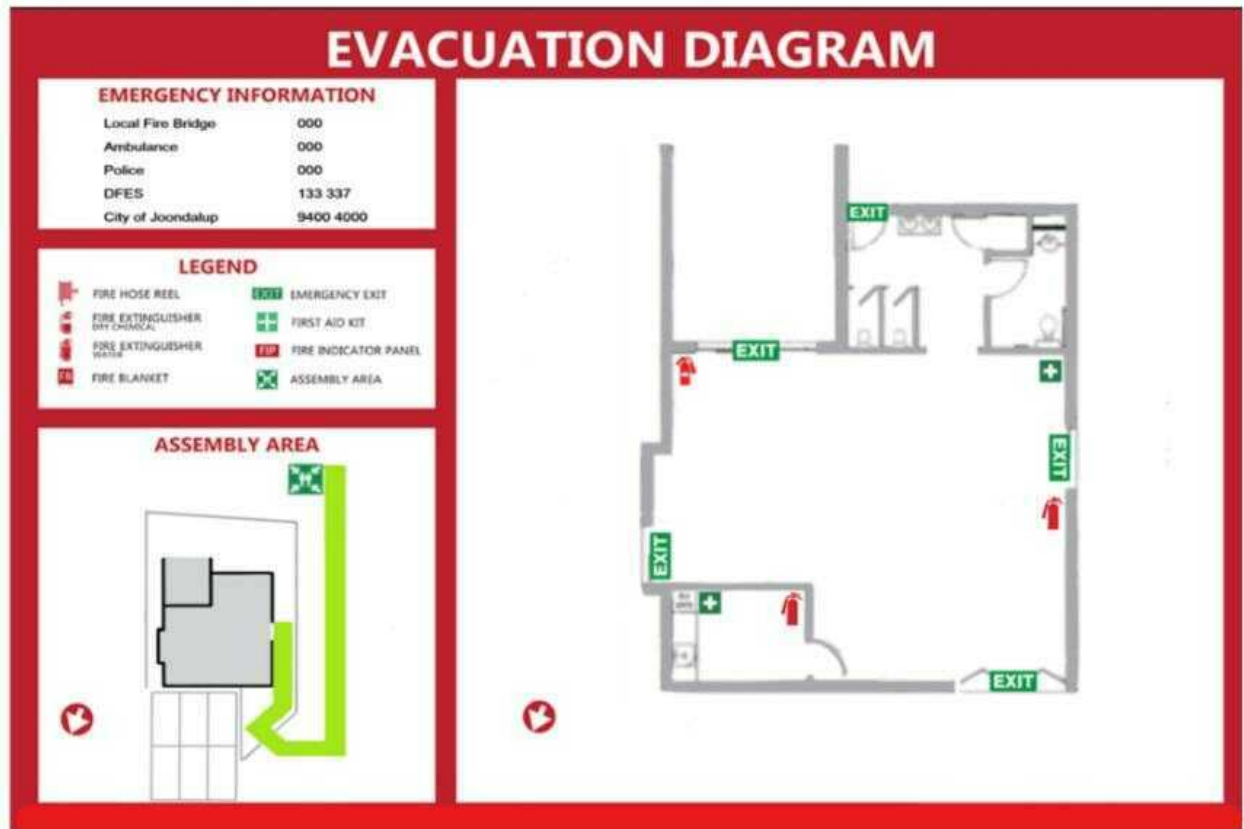 EVACUATION DIAGRAM
EMERGENCY INFORMATION
Local Fire Bridge 000
Ambulance 000
Police 000
DFES 133 337
City of Joondalup 9400 4000
LEGEND
FIRE HOSE REEL
FIRE EXTINGUISHER
DRY CHEMICAL
FIRE EXTINGUISHER
WATER
FB FIRE BLANKET
EXIT EMERGENCY EXIT
FIRST AID KIT
FIP FIRE INDICATOR PANEL
ASSEMBLY AREA
ASSEMBLY AREA
EXIT
EXIT
EXIT
EXIT
EXIT